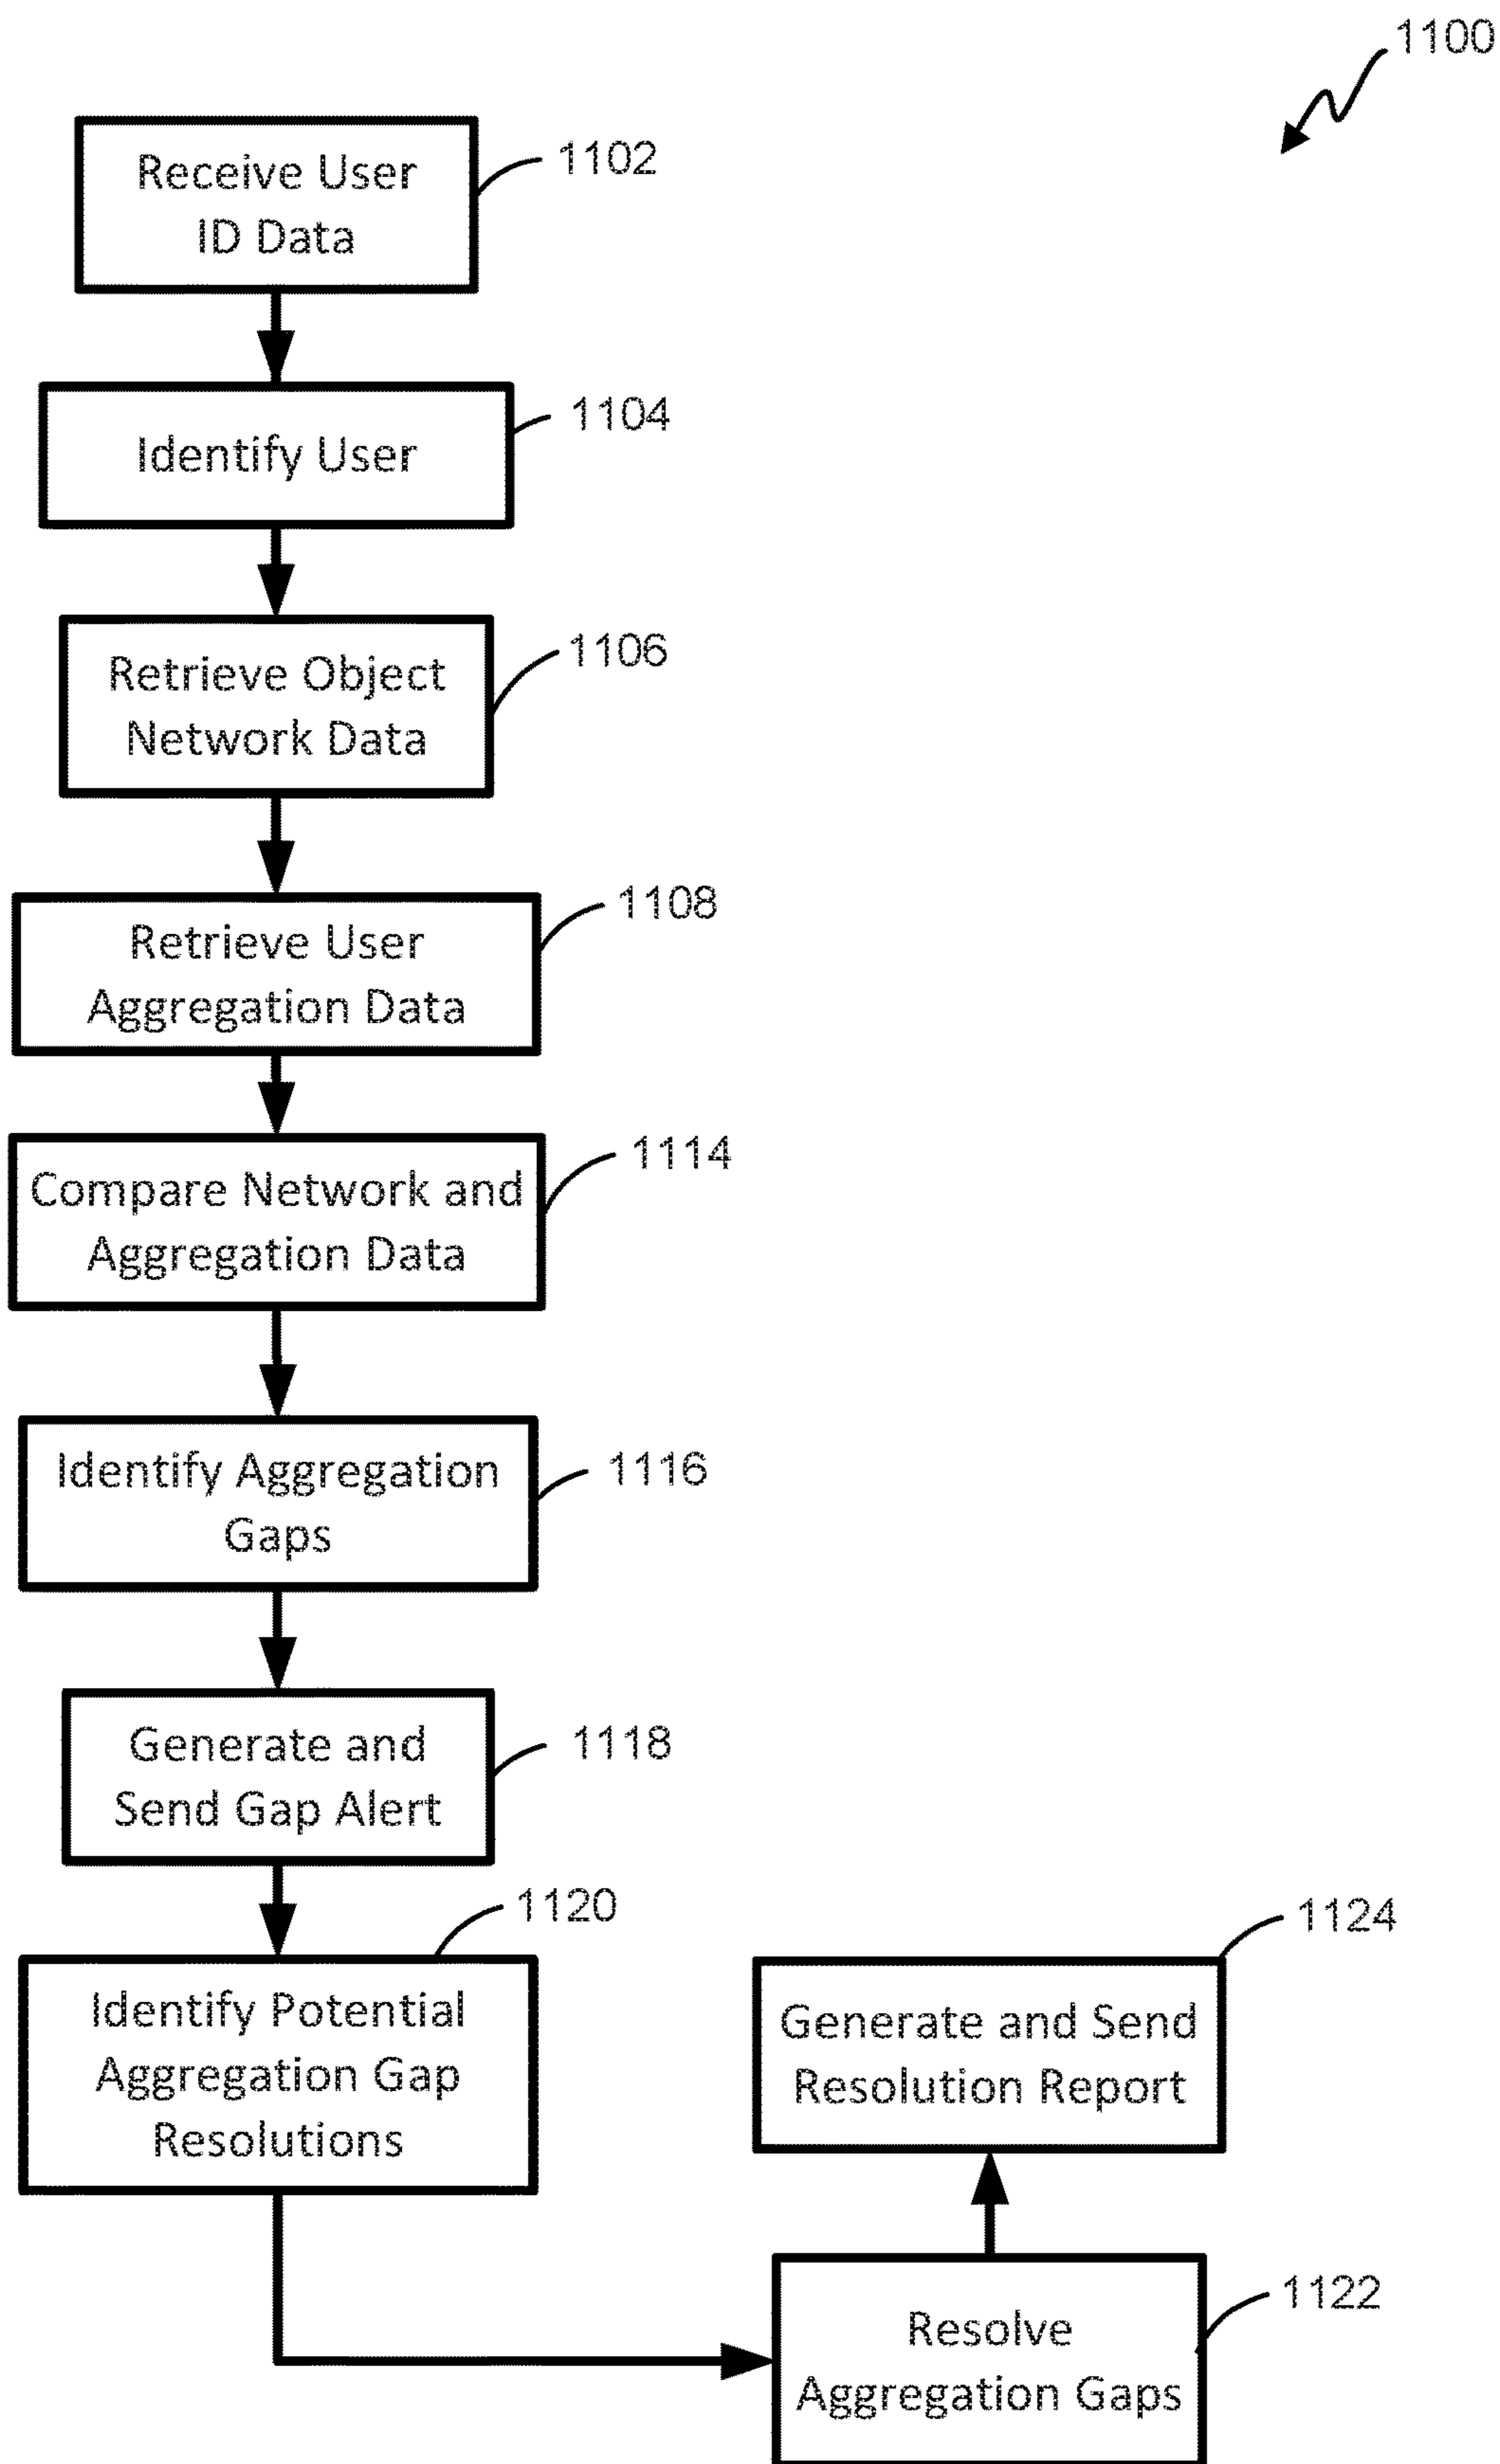 1100
Receive User
ID Data
1102
Identify User
1104
Retrieve Object
Network Data
1106
Retrieve User
Aggregation Data
1108
Compare Network and
Aggregation Data
1114
Identify Aggregation
Gaps
1116
Generate and
Send Gap Alert
1118
Identify Potential
Aggregation Gap
Resolutions
1120
Resolve
Aggregation Gaps
1122
Generate and Send
Resolution Report
1124